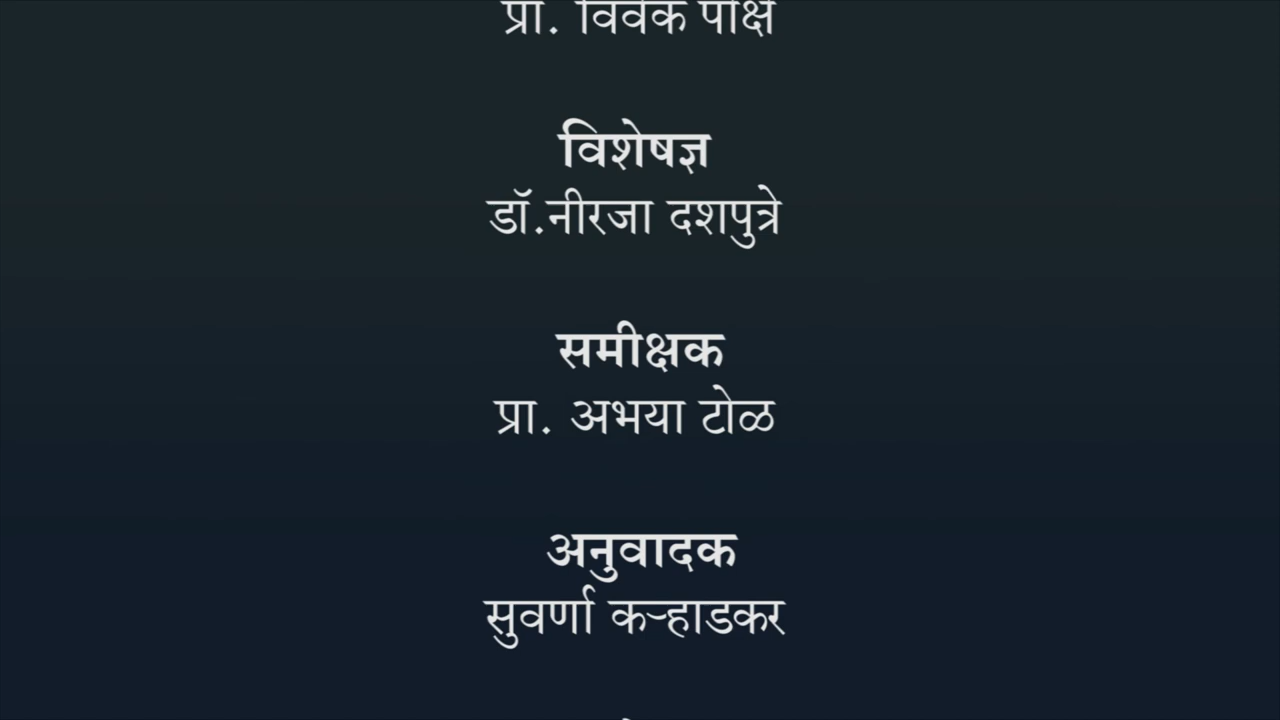 प्रा. विवेक पाक्षे
विशेषज्ञ
डॉ.नीरजा दशपुत्रे
समीक्षक
प्रा. अभया टोळ
अनुवादक
सुवर्णा कऱ्हाडकर